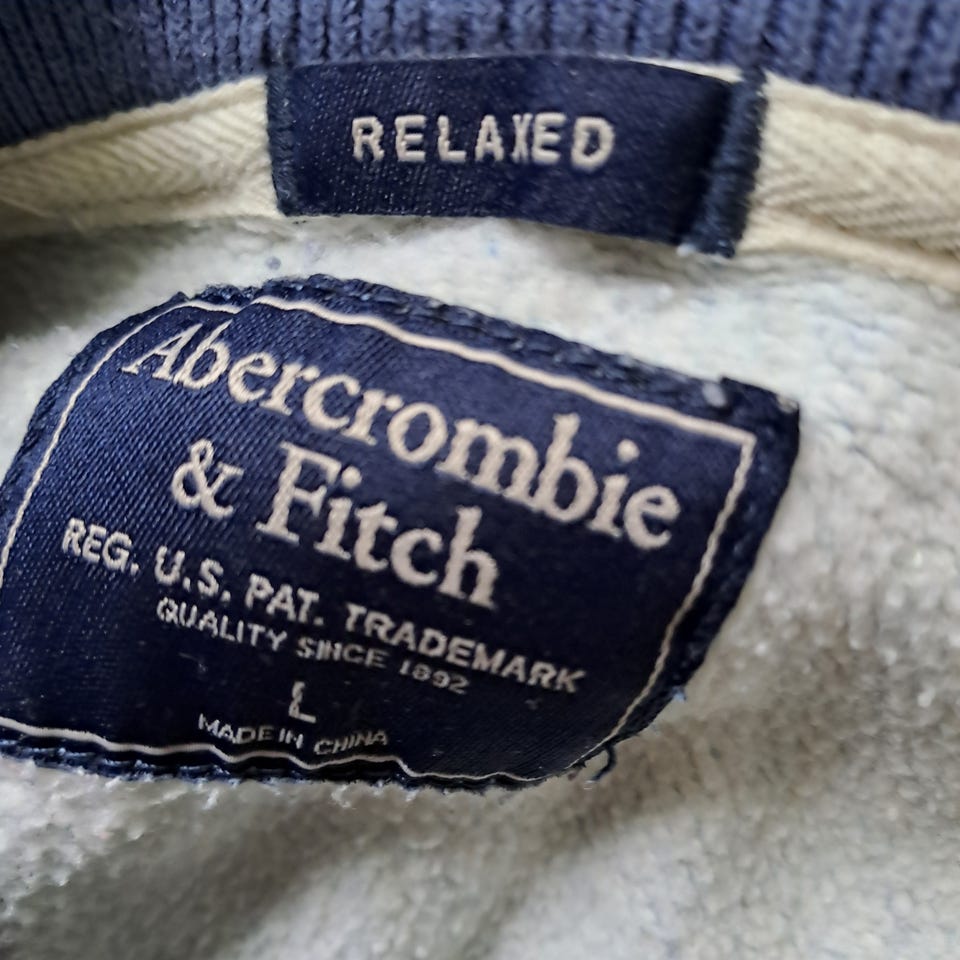 RELAXED
Abercrombie
& Fitch
REG. U.S. PAT. TRADEMARK
QUALITY SINCE 1892
L
MADE IN CHINA